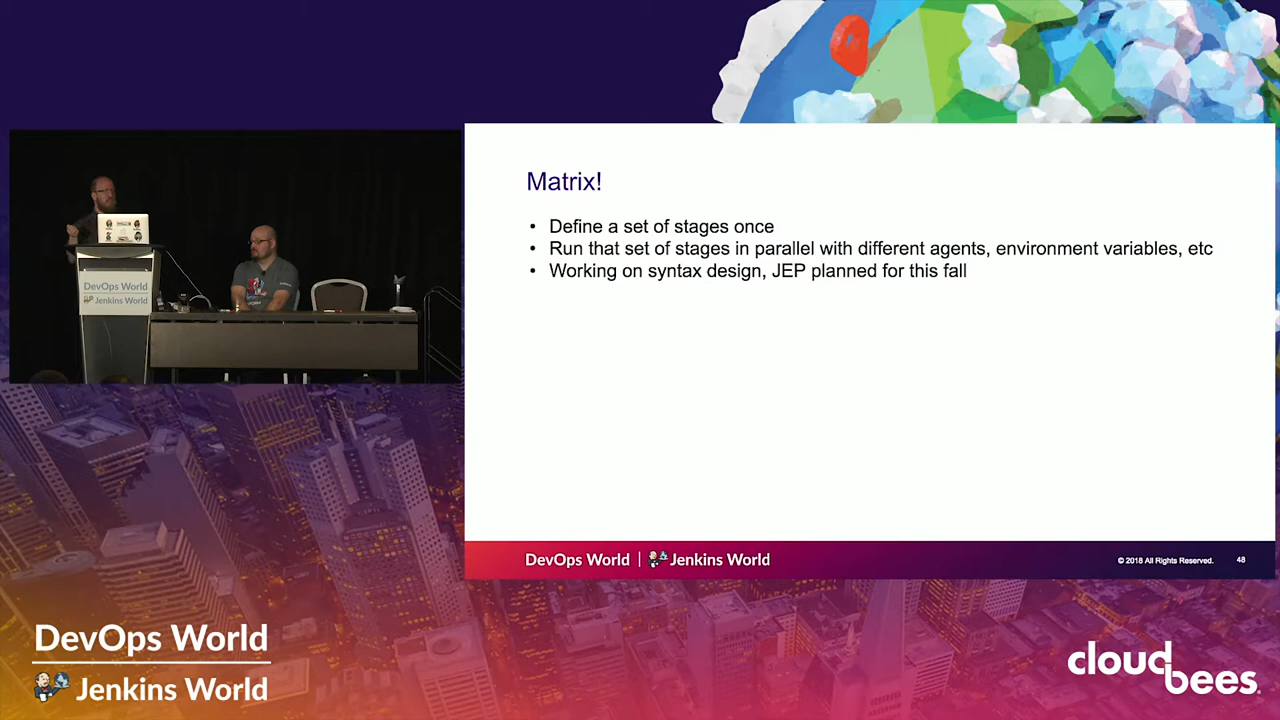 Matrix!
• Define a set of stages once
• Run that set of stages in parallel with different agents, environment variables, etc
• Working on syntax design, JEP planned for this fall
DevOps World
Jenkins World
DevOps World | Jenkins World
© 2018 All Rights Reserved.
48
DevOps World
Jenkins World
cloudbees